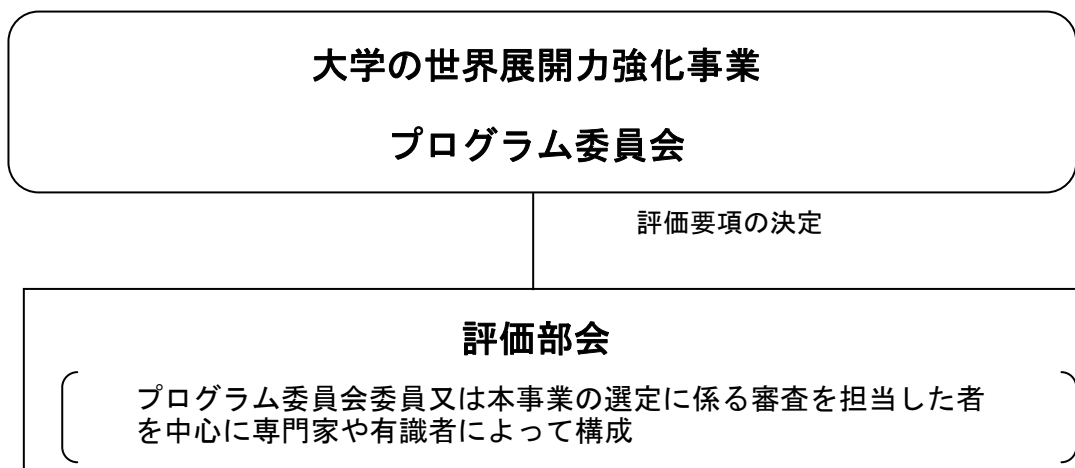 大学の世界展開力強化事業
プログラム委員会
評価要項の決定
評価部会
プログラム委員会委員又は本事業の選定に係る審査を担当した者
を中心に専門家や有識者によって構成